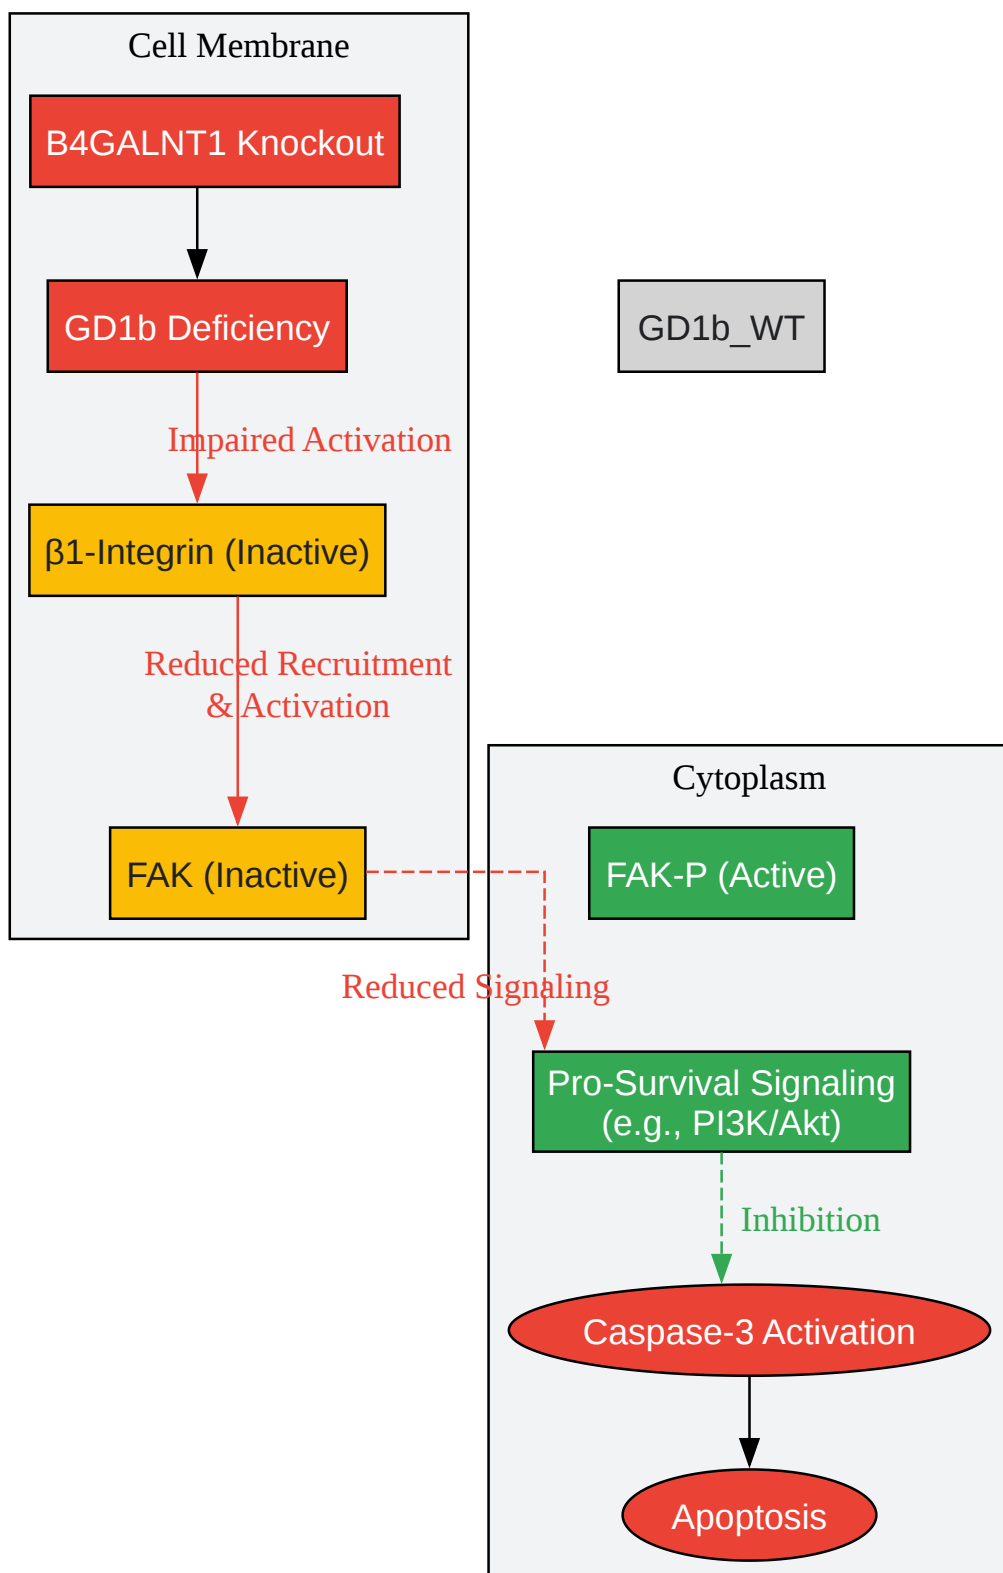 Cell Membrane
B4GALNT1 Knockout
GD1b Deficiency
GD1b_WT
Impaired Activation
β1-Integrin (Inactive)
Reduced Recruitment
& Activation
Cytoplasm
FAK (Inactive)
FAK-P (Active)
Reduced Signaling
Pro-Survival Signaling
(e.g., PI3K/Akt)
Inhibition
Caspase-3 Activation
Apoptosis